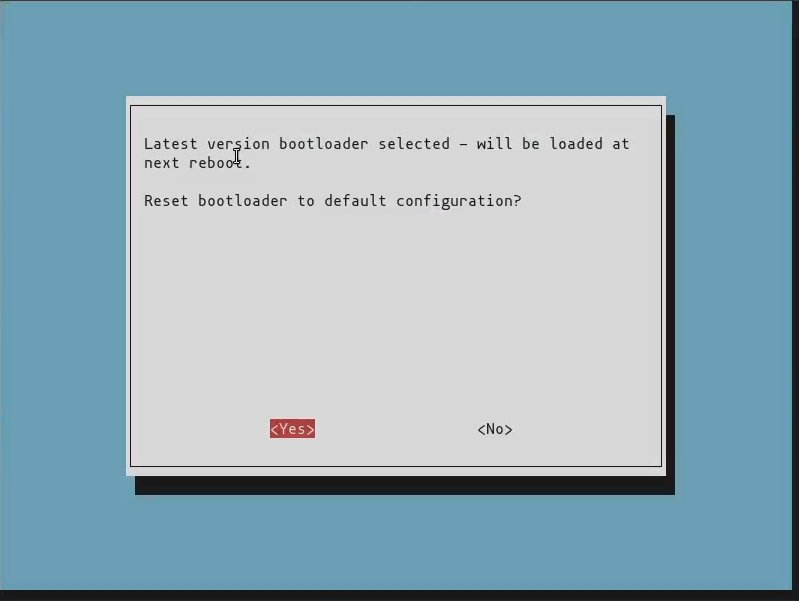 Latest version bootloader selected – will be loaded at
next reboot.
Reset bootloader to default configuration?
<Yes> <No>